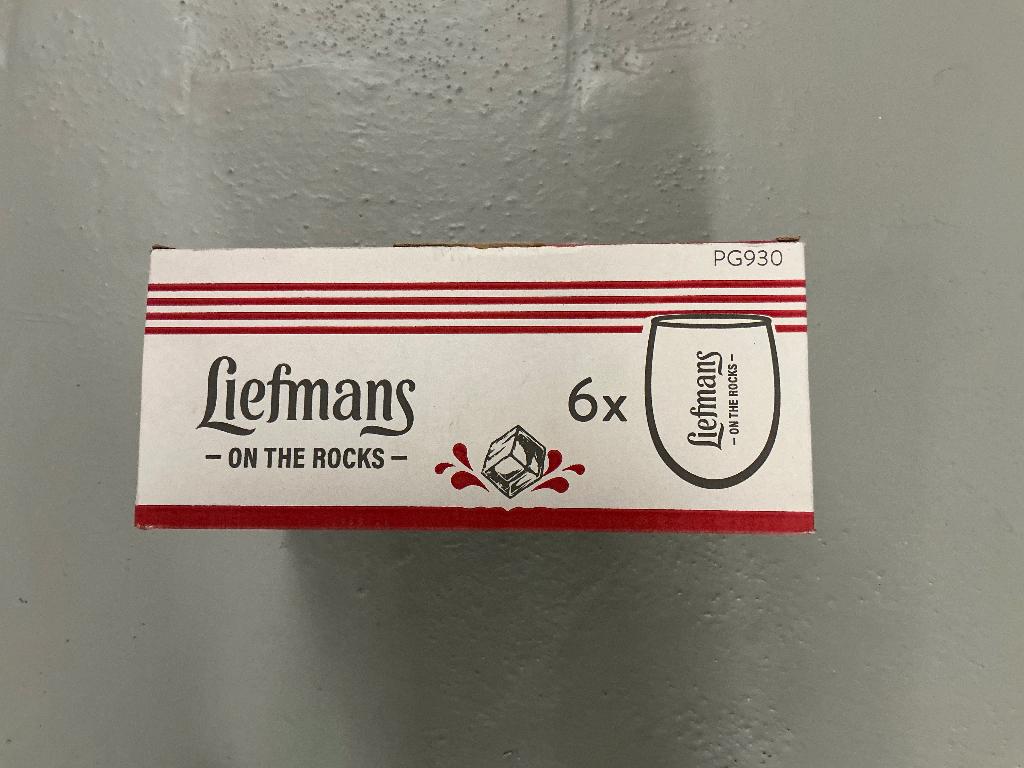 PG930
Liefmans
- ON THE ROCKS -
6x
Liefmans
- ON THE ROCKS -